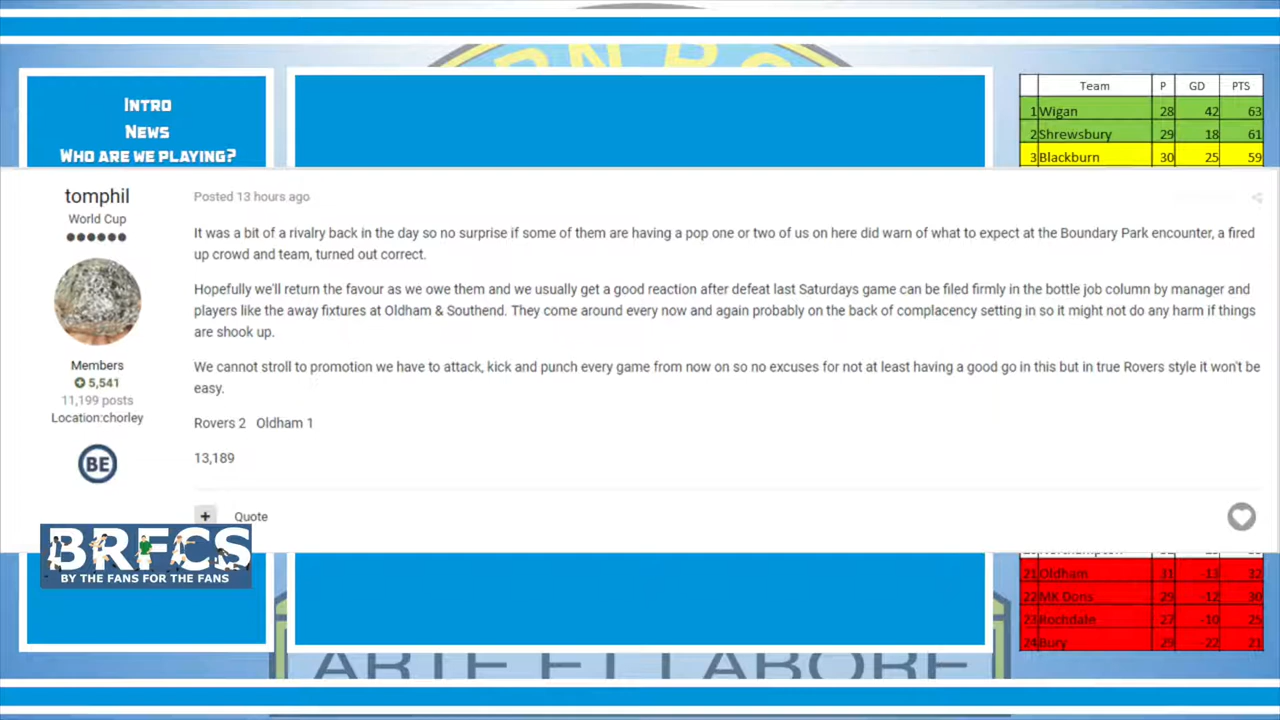 INTRO
NEWS
WHO ARE WE PLAYING?
Team P GD PTS
1 Wigan 28 42 63
2 Shrewsbury 29 18 61
3 Blackburn 30 25 59
tomphil
World Cup
Members
5,541
11,199 posts
Location:chorley
BE
Posted 13 hours ago
It was a bit of a rivalry back in the day so no surprise if some of them are having a pop one or two of us on here did warn of what to expect at the Boundary Park encounter, a fired
up crowd and team, turned out correct.
Hopefully we'll return the favour as we owe them and we usually get a good reaction after defeat last Saturdays game can be filed firmly in the bottle job column by manager and
players like the away fixtures at Oldham & Southend. They come around every now and again probably on the back of complacency setting in so it might not do any harm if things
are shook up.
We cannot stroll to promotion we have to attack, kick and punch every game from now on so no excuses for not at least having a good go in this but in true Rovers style it won't be
easy.
Rovers 2 Oldham 1
13,189
+ Quote
BRFCS
BY THE FANS FOR THE FANS
21 Oldham 31 -13 32
22 MK Dons 29 -12 30
23 Rochdale 27 -10 25
24 Bury 29 -22 21
ARTE ET LABORE